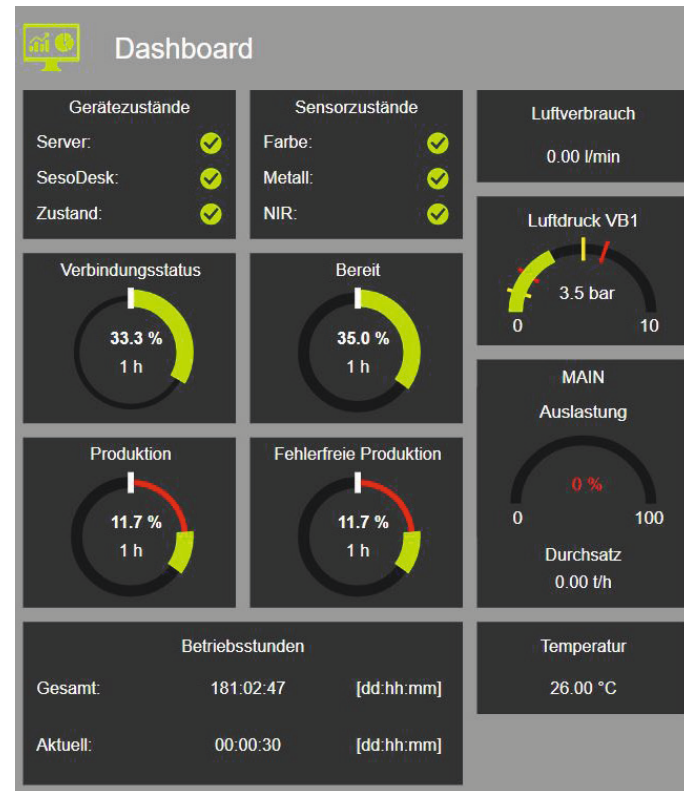 Dashboard
Gerätezustände
Server:
SesoDesk:
Zustand:
Sensorzustände
Farbe:
Metall:
NIR:
Luftverbrauch
0.00 l/min
Luftdruck VB1
3.5 bar
0 10
Verbindungsstatus
33.3 %
1 h
Bereit
35.0 %
1 h
MAIN
Auslastung
0 %
0 100
Durchsatz
0.00 t/h
Produktion
11.7 %
1 h
Fehlerfreie Produktion
11.7 %
1 h
Betriebsstunden
Gesamt: 181:02:47 [dd:hh:mm]
Aktuell: 00:00:30 [dd:hh:mm]
Temperatur
26.00 °C